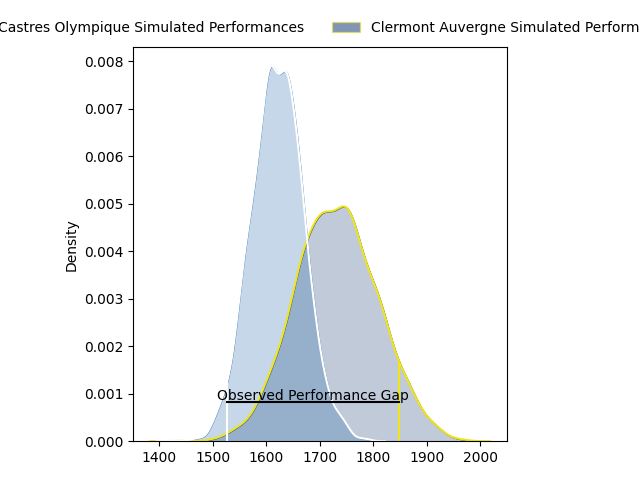 Castres Olympique Simulated Performances
Clermont Auvergne Simulated Perform
0.008
0.007
0.006
0.005
0.004
0.003
0.002
0.001
0.000
Density
Observed Performance Gap
1400 1500 1600 1700 1800 1900 2000